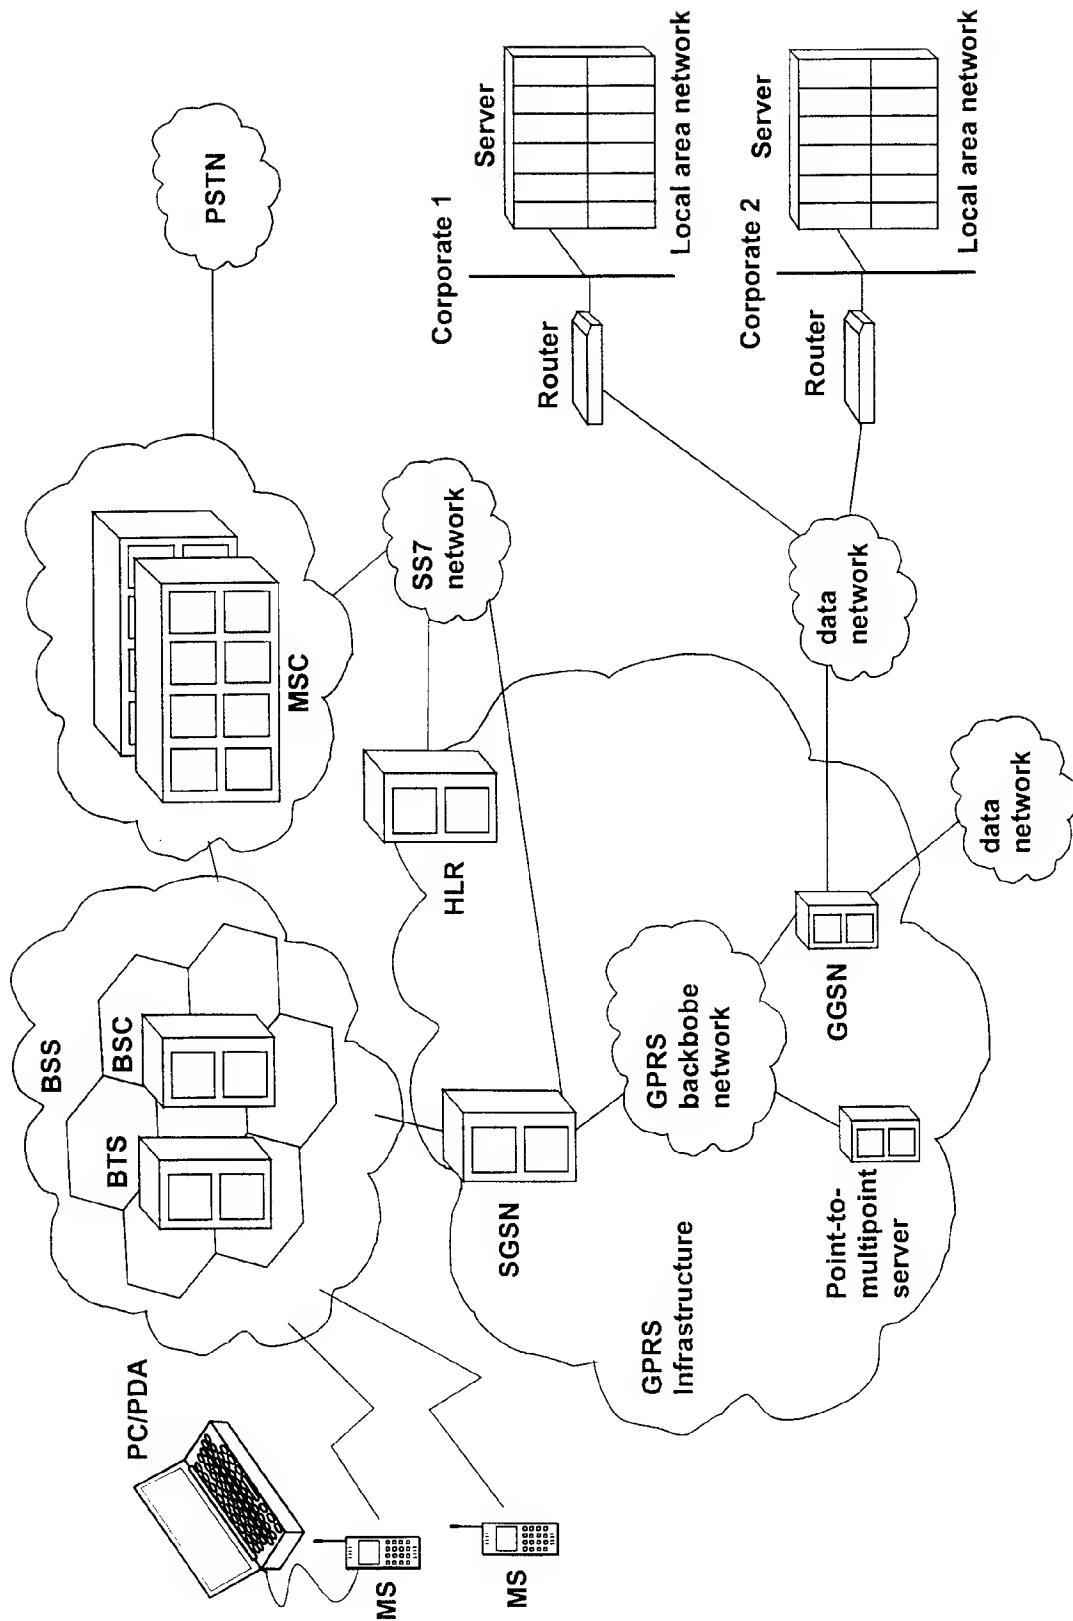 PC/PDA
MS
MS
BSS
BTS
BSC
MSC
PSTN
SS7
network
HLR
SGSN
GPRS
Infrastructure
GPRS
backbobe
network
Point-to-
multipoint
server
GGSN
data
network
data
network
Router
Corporate 1
Server
Local area network
Router
Corporate 2
Server
Local area network